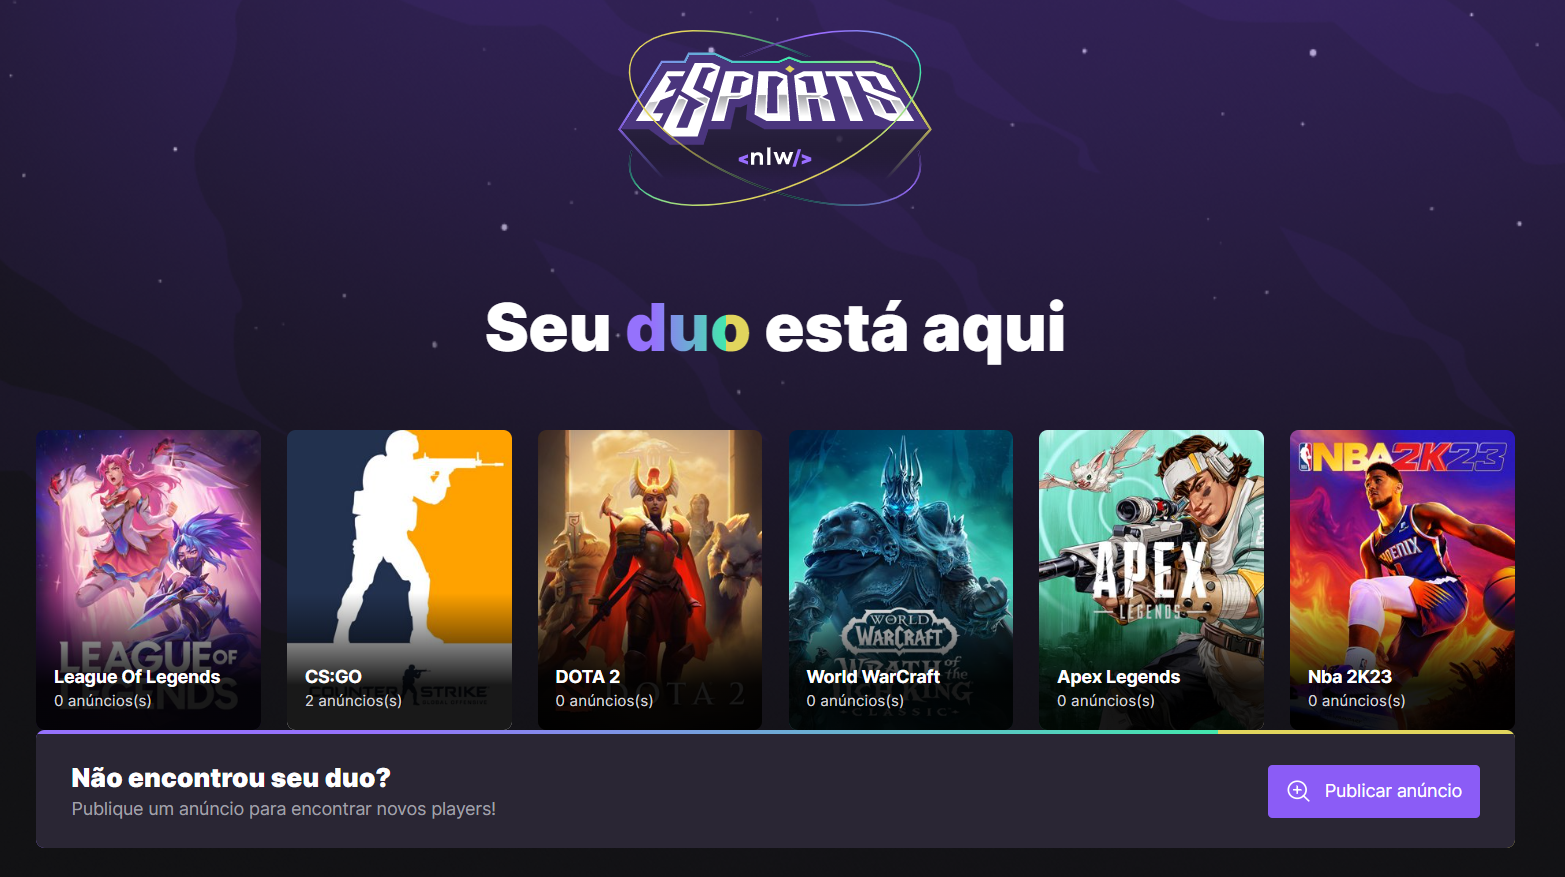 ESPORTS
<nlw/>
Seu duo está aqui
LEAGUE OF
LEGENDS
League Of Legends
0 anúncios(s)
COUNTER STRIKE
GLOBAL OFFENSIVE
CS:GO
2 anúncios(s)
DOTA 2
DOTA 2
0 anúncios(s)
WORLD
WARCRAFT
WRATH of the
LICH KING
CLASSIC
World WarCraft
0 anúncios(s)
APEX
LEGENDS
Apex Legends
0 anúncios(s)
NBA 2K23
PHOENIX
Nba 2K23
0 anúncios(s)
Não encontrou seu duo?
Publique um anúncio para encontrar novos players!
Publicar anúncio